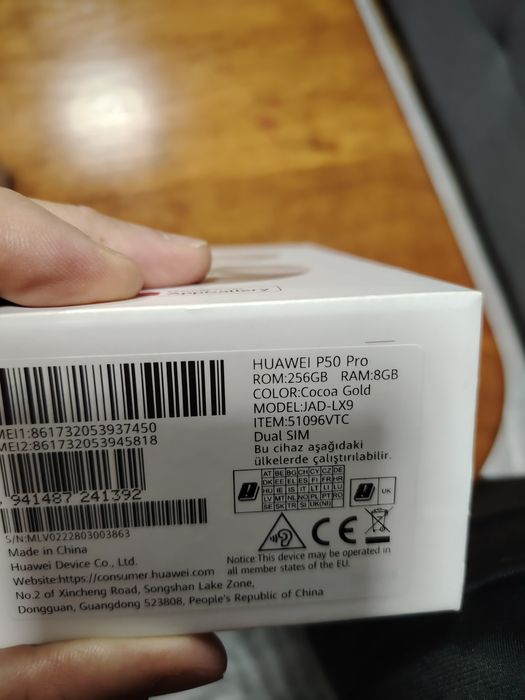 HUAWEI P50 Pro
ROM:256GB RAM:8GB
COLOR:Cocoa Gold
MODEL:JAD-LX9
ITEM:51096VTC
Dual SIM
Bu cihaz aşağıdaki
ülkelerde çalıştırılabilir.
MEI1:861732053937450
MEI2:861732053945818
941487 241392
S/N:MLV0222803003863
AT BE BG CH CY CZ DE
DK EE EL ES FI FR HR
HU IE IS IT LI LT LU
LV MT NL NO PL PT RO
SE SK TR SI UK(NI)
UK
CE
Made in China
Huawei Device Co., Ltd.
Website:https://consumer.huawei.com
No.2 of Xincheng Road, Songshan Lake Zone,
Dongguan, Guangdong 523808, People's Republic of China
Notice:This device may be operated in
all member states of the EU.